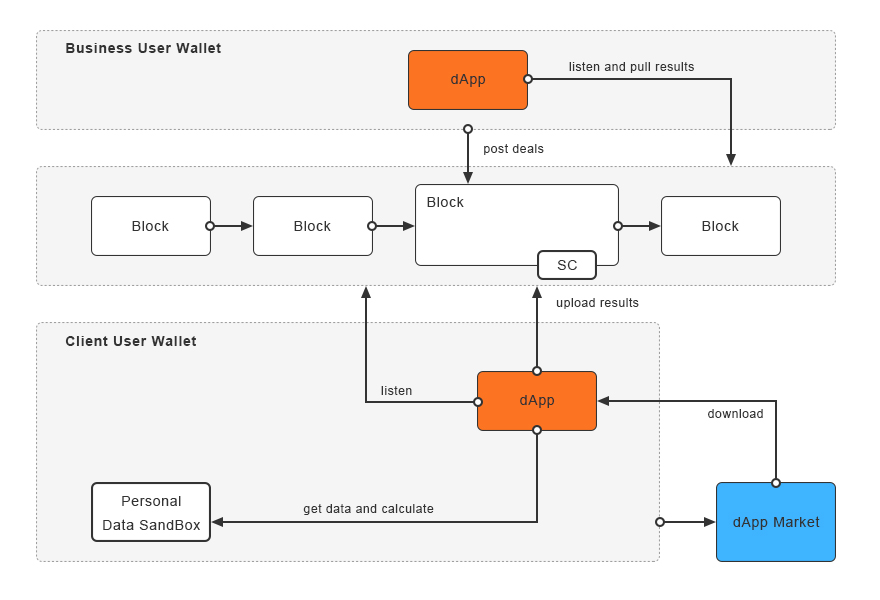 Business User Wallet
dApp
listen and pull results
post deals
Block
Block
Block
Block
SC
upload results
Client User Wallet
listen
dApp
download
Personal
Data SandBox
get data and calculate
dApp Market